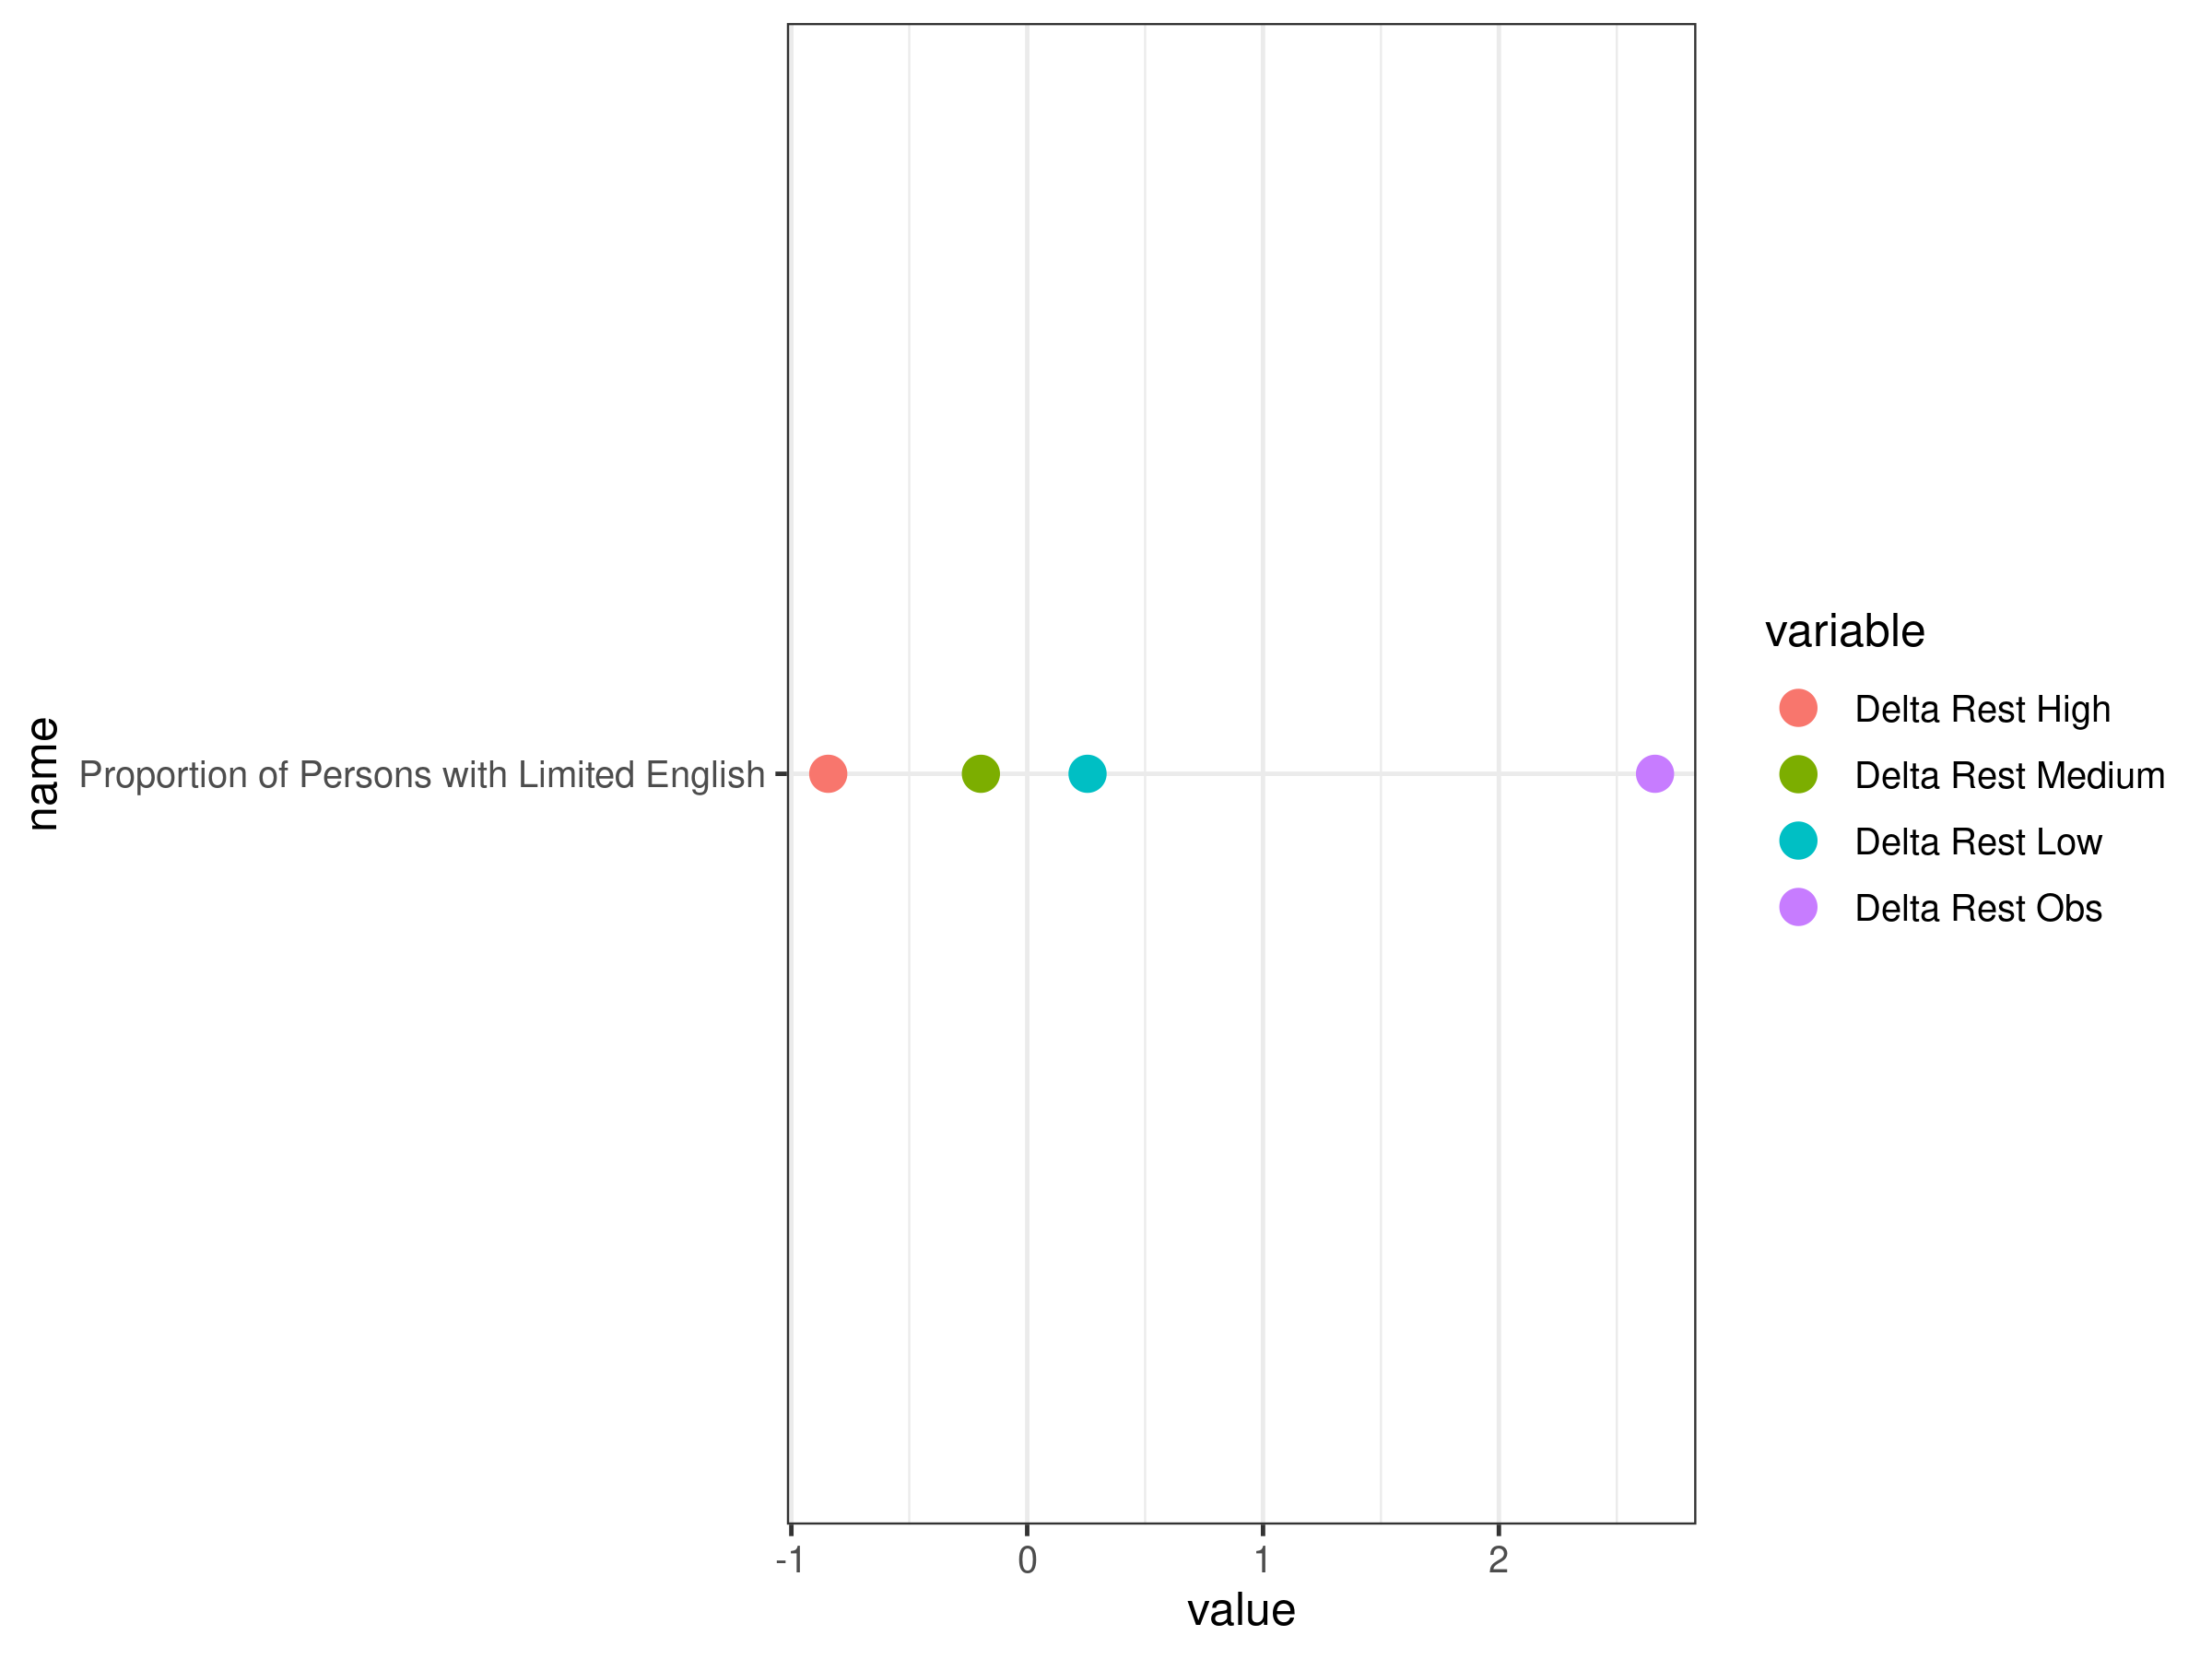 name
Proportion of Persons with Limited English
-1
0
1
2
value
variable
Delta Rest High
Delta Rest Medium
Delta Rest Low
Delta Rest Obs